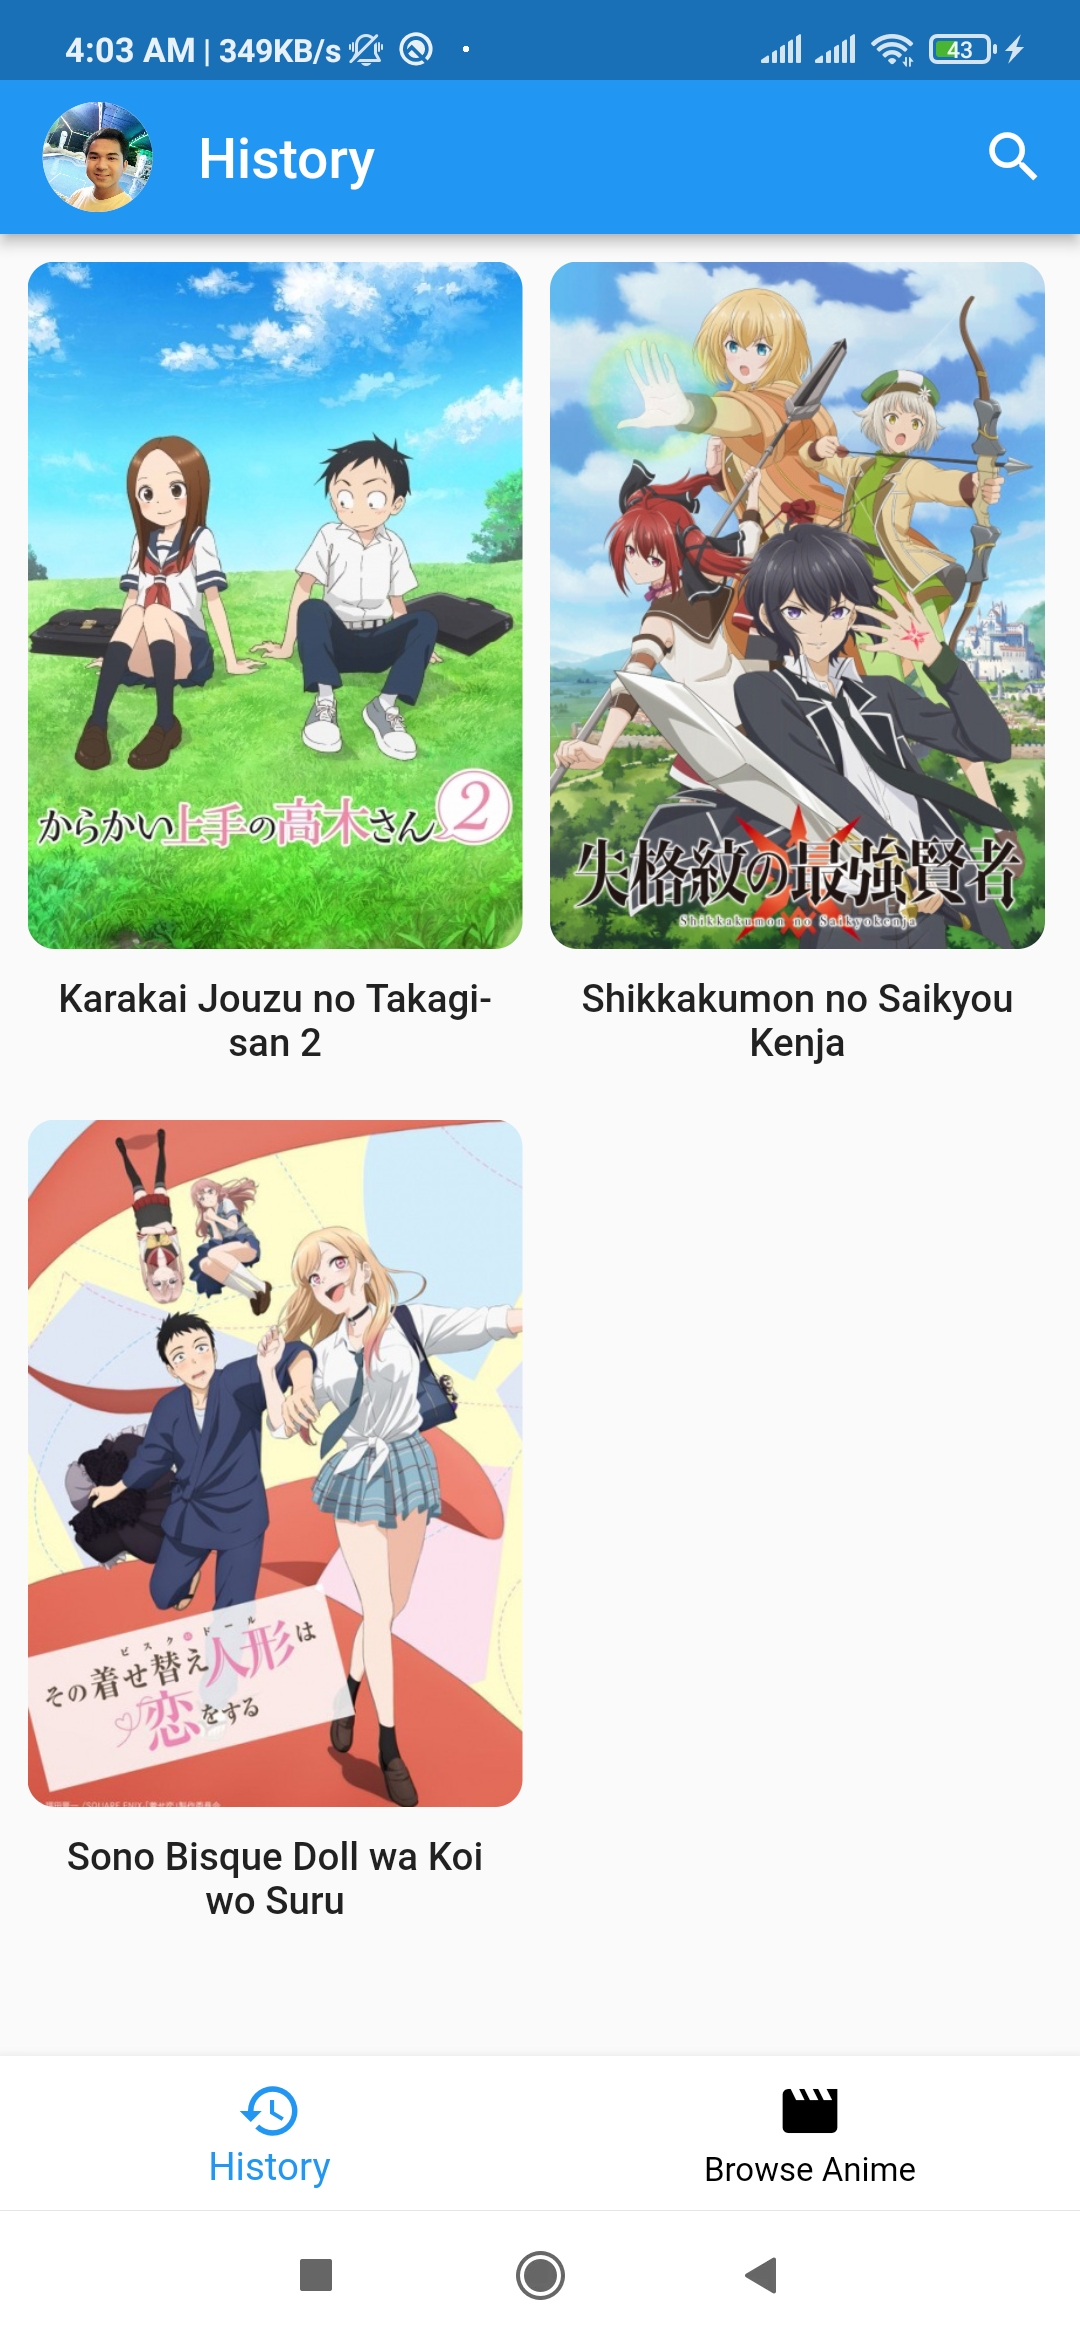 4:03 AM | 349KB/s
43
History
からかい上手の高木さん2
失格紋の最強賢者
Shikkakumon no Saikyokenja
Karakai Jouzu no Takagi-
san 2
Shikkakumon no Saikyou
Kenja
ビスク・ドール
その着せ替え人形は
恋をする
Sono Bisque Doll wa Koi
wo Suru
History
Browse Anime